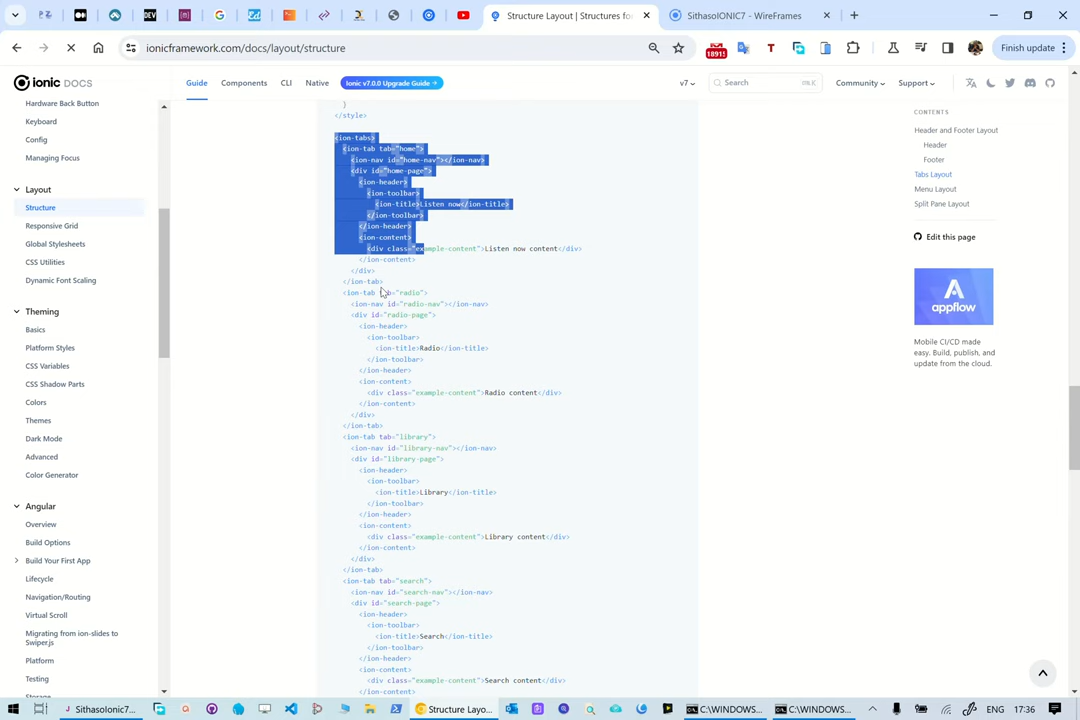 Structure Layout | Structures for
SithasoIONIC7 - WireFrames
ionicframework.com/docs/layout/structure
18915
T
Finish update
ionic DOCS
Guide
Components
CLI
Native
Ionic v7.0.0 Upgrade Guide
v7
Search
Community
Support
Hardware Back Button
Keyboard
Config
Managing Focus
Layout
Structure
Responsive Grid
Global Stylesheets
CSS Utilities
Dynamic Font Scaling
Theming
Basics
Platform Styles
CSS Variables
CSS Shadow Parts
Colors
Themes
Dark Mode
Advanced
Color Generator
Angular
Overview
Build Options
Build Your First App
Lifecycle
Navigation/Routing
Virtual Scroll
Migrating from ion-slides to
Swiper.js
Platform
Testing
Storage
}
</style>
<ion-tabs>
<ion-tab tab="home">
<ion-nav id="home-nav"></ion-nav>
<div id="home-page">
<ion-header>
<ion-toolbar>
<ion-title>Listen now</ion-title>
</ion-toolbar>
</ion-header>
<ion-content>
<div class="example-content">Listen now content</div>
</ion-content>
</div>
</ion-tab>
<ion-tab tab="radio">
<ion-nav id="radio-nav"></ion-nav>
<div id="radio-page">
<ion-header>
<ion-toolbar>
<ion-title>Radio</ion-title>
</ion-toolbar>
</ion-header>
<ion-content>
<div class="example-content">Radio content</div>
</ion-content>
</div>
</ion-tab>
<ion-tab tab="library">
<ion-nav id="library-nav"></ion-nav>
<div id="library-page">
<ion-header>
<ion-toolbar>
<ion-title>Library</ion-title>
</ion-toolbar>
</ion-header>
<ion-content>
<div class="example-content">Library content</div>
</ion-content>
</div>
</ion-tab>
<ion-tab tab="search">
<ion-nav id="search-nav"></ion-nav>
<div id="search-page">
<ion-header>
<ion-toolbar>
<ion-title>Search</ion-title>
</ion-toolbar>
</ion-header>
<ion-content>
<div class="example-content">Search content</div>
</ion-content>
CONTENTS
Header and Footer Layout
Header
Footer
Tabs Layout
Menu Layout
Split Pane Layout
Edit this page
appflow
Mobile CI/CD made
easy. Build, publish, and
update from the cloud.
SithasoIonic7...
Structure Layo...
C:\WINDOWS...
C:\WINDOWS...
ENG
17:36